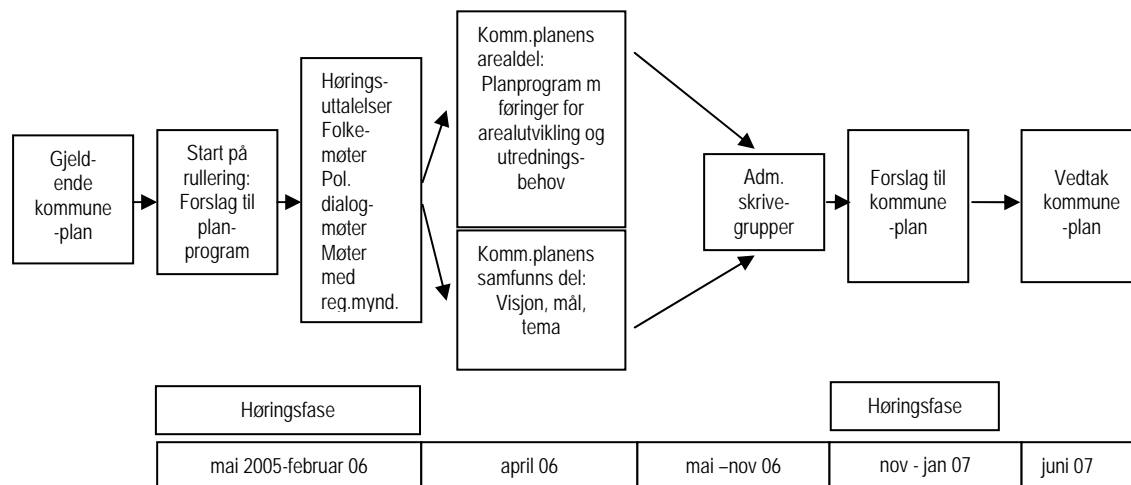 Gjeld-
ende
kommune
-plan
Start på
rullering:
Forslag til
plan-
program
Hørings-
uttalelser
Folke-
møter
Pol.
dialog-
møter
Møter
med
reg.mynd.
Komm.planens
arealdel:
Planprogram m
føringer for
arealutvikling og
utrednings-
behov
Komm.planens
samfunns del:
Visjon, mål,
tema
Adm.
skrive-
grupper
Forslag til
kommune
-plan
Vedtak
kommune
-plan
Høringsfase
Høringsfase
mai 2005-februar 06
april 06
mai –nov 06
nov - jan 07
juni 07